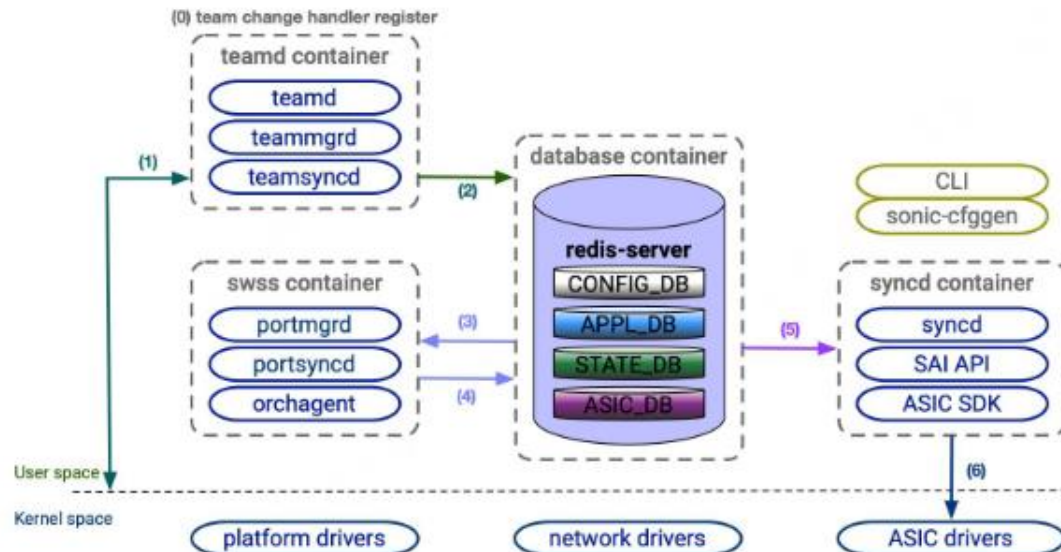 (0) team change handler register
teamd container
teamd
teammgrd
teamsyncd
(1)
(2)
database container
redis-server
CONFIG_DB
APPL_DB
STATE_DB
ASIC_DB
CLI
sonic-cfggen
swss container
portmgrd
portsyncd
orchagent
(3)
(4)
(5)
syncd container
syncd
SAI API
ASIC SDK
(6)
User space
Kernel space
platform drivers
network drivers
ASIC drivers